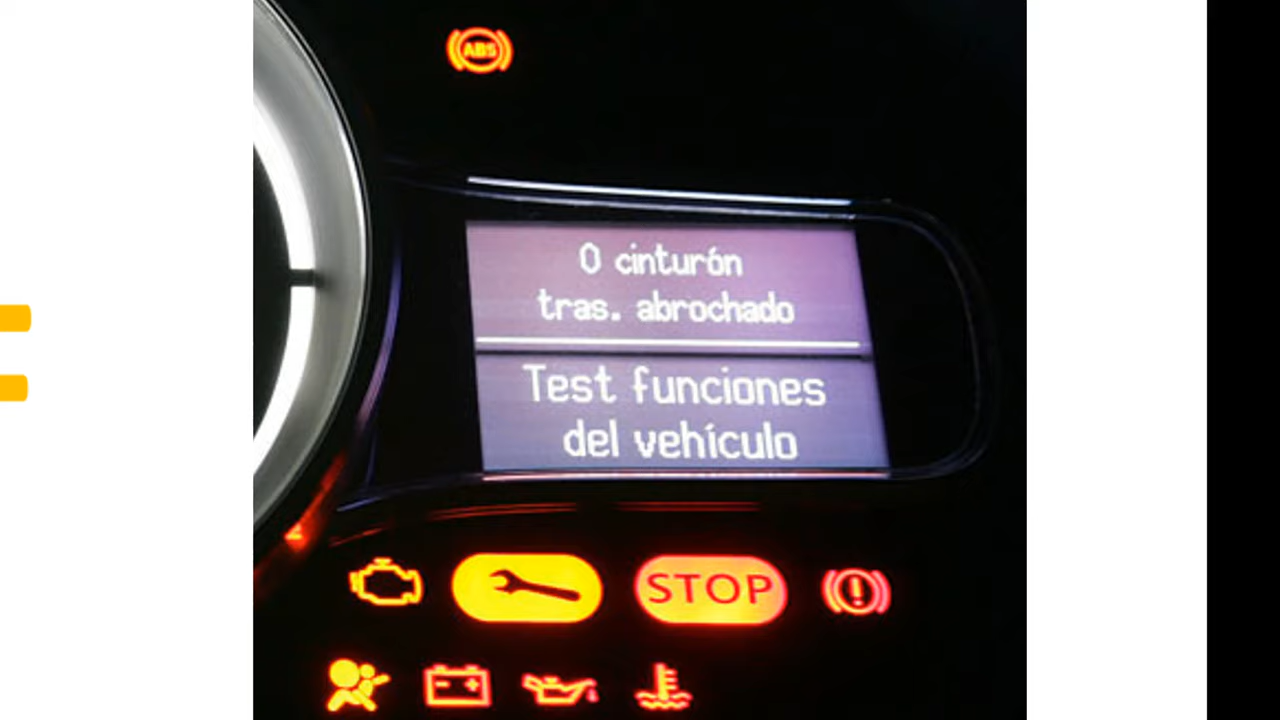 ABS
0 cinturón
tras. abrochado
Test funciones
del vehículo
STOP